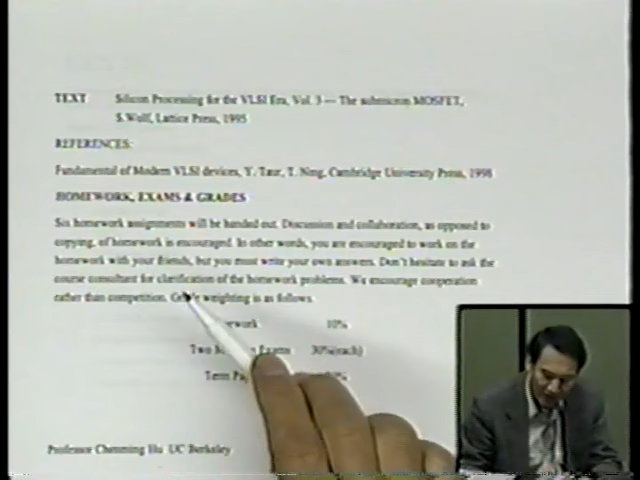 TEXT Silicon Processing for the VLSI Era, Vol. 3 — The submicron MOSFET,
S. Wolf, Lattice Press, 1995
REFERENCES:
Fundamental of Modern VLSI devices, Y. Taur, T. Ning, Cambridge University Press, 1998
HOMEWORK, EXAMS & GRADES
Six homework assignments will be handed out. Discussion and collaboration, as opposed to
copying, of homework is encouraged. In other words, you are encouraged to work on the
homework with your friends, but you must write your own answers. Don't hesitate to ask the
course consultant for clarification of the homework problems. We encourage cooperation
rather than competition. Grade weighting is as follows.
ework 10%
Two Exams 30%(each)
Term Pa
Professor Chenming Hu UC Berkeley